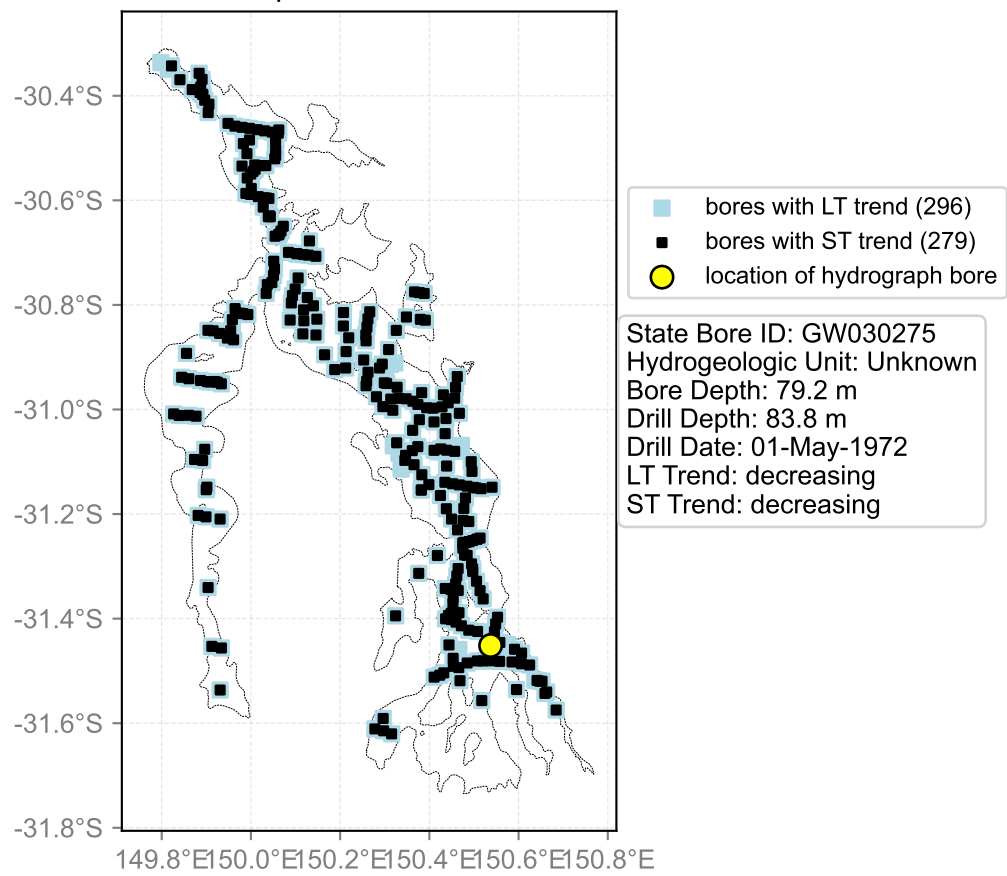 -30.4°S
-30.6°S
-30.8°S
-31.0°S
-31.2°S
-31.4°S
-31.6°S
-31.8°S
149.8°E150.0°E150.2°E150.4°E150.6°E150.8°E
bores with LT trend (296)
bores with ST trend (279)
location of hydrograph bore
State Bore ID: GW030275
Hydrogeologic Unit: Unknown
Bore Depth: 79.2 m
Drill Depth: 83.8 m
Drill Date: 01-May-1972
LT Trend: decreasing
ST Trend: decreasing